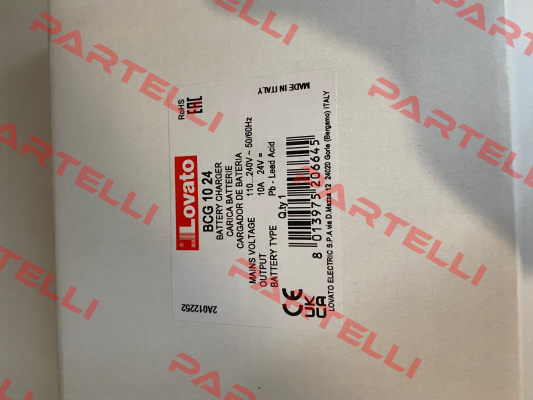 Lovato
RoHS
EAC
MADE IN ITALY
BCG 10 24
BATTERY CHARGER
CARICA BATTERIE
CARGADOR DE BATERIA
MAINS VOLTAGE 110...240V ~ 50/60Hz
OUTPUT 10A 24V =
BATTERY TYPE Pb - Lead Acid
Q.ty 1
8 013975 206645
LOVATO ELECTRIC S.P.A via D.Mazza 12 24020 Gorle (Bergamo) ITALY
2A012252
CE
UK
CA
PARTELLI
PARTELLI
PARTELLI
PARTELLI
PARTELLI
PARTELLI